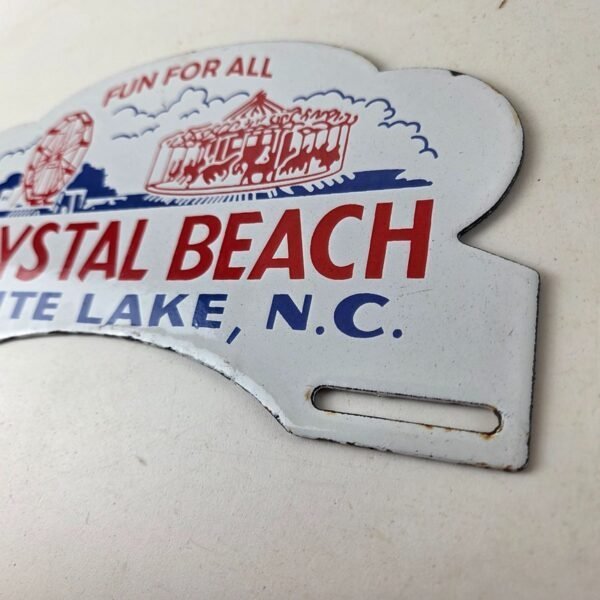 FUN FOR ALL
YSTAL BEACH
ITE LAKE, N.C.